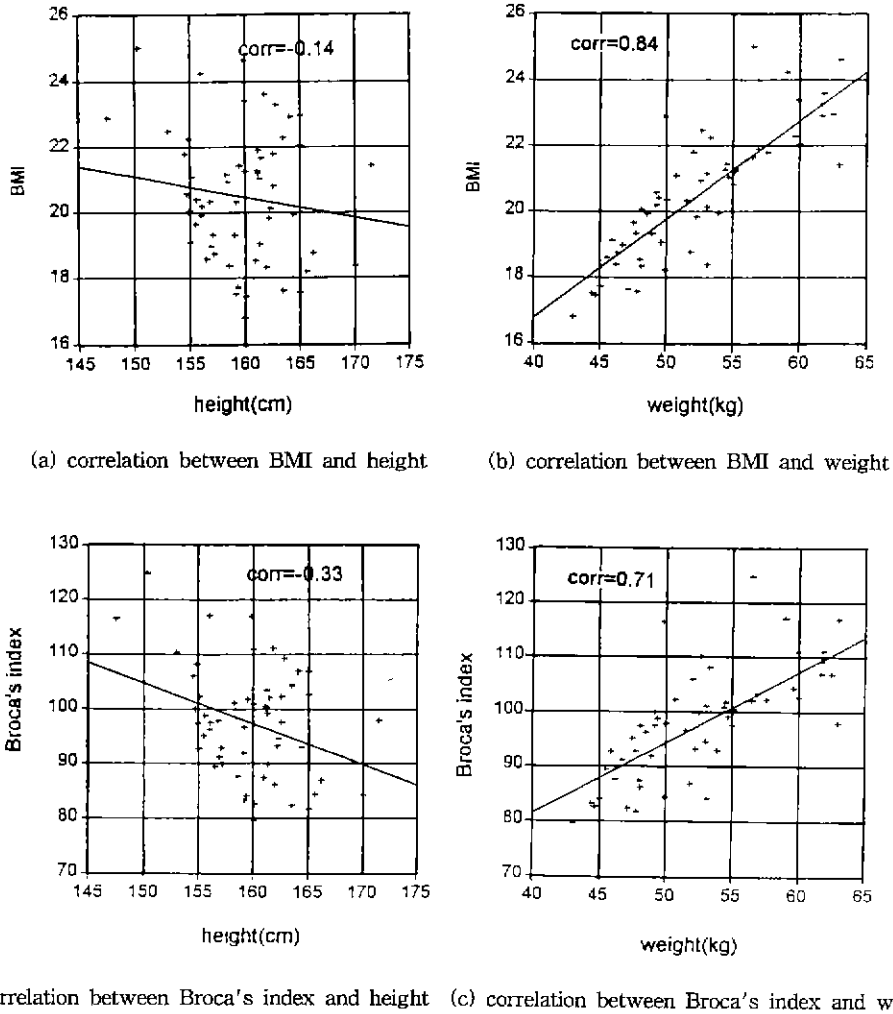 26
24
22
20
18
16
BMI
corr=-0.14
145 150 155 160 165 170 175
height(cm)
26
24
22
20
18
16
BMI
corr=0.84
40 45 50 55 60 65
weight(kg)
(a) correlation between BMI and height
(b) correlation between BMI and weight
130
120
110
100
90
80
70
Broca's index
corr=-0.33
145 150 155 160 165 170 175
height(cm)
130
120
110
100
90
80
70
Broca's index
corr=0.71
40 45 50 55 60 65
weight(kg)
rrelation between Broca's index and height
(c) correlation between Broca's index and w